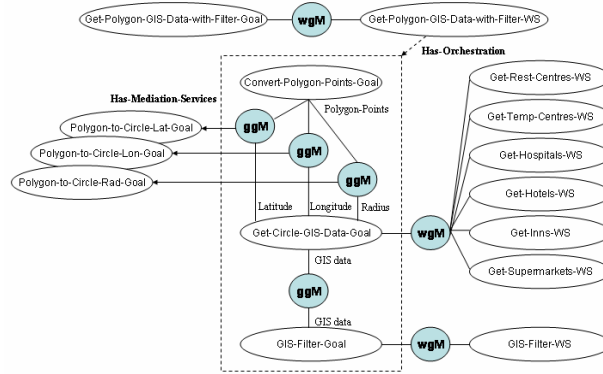 Get-Polygon-GIS-Data-with-Filter-Goal
wgM
Get-Polygon-GIS-Data-with-Filter-WS
Has-Orchestration
Convert-Polygon-Points-Goal
Has-Mediation-Services
Polygon-Points
ggM
Polygon-to-Circle-Lat-Goal
ggM
Polygon-to-Circle-Lon-Goal
ggM
Polygon-to-Circle-Rad-Goal
Latitude
Longitude
Radius
Get-Circle-GIS-Data-Goal
wgM
Get-Rest-Centres-WS
Get-Temp-Centres-WS
Get-Hospitals-WS
Get-Hotels-WS
Get-Inns-WS
Get-Supermarkets-WS
GIS data
ggM
GIS data
GIS-Filter-Goal
wgM
GIS-Filter-WS